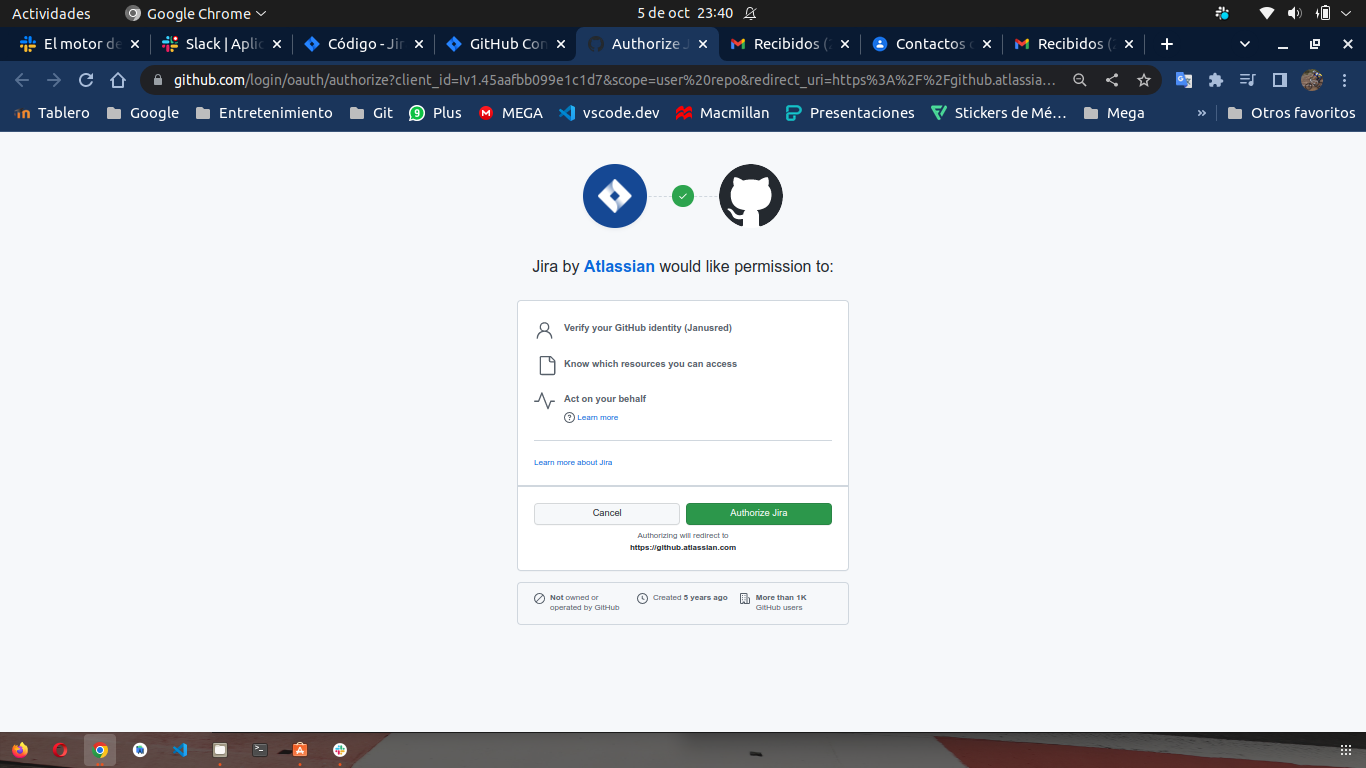 Actividades
Google Chrome
5 de oct 23:40
El motor de
Slack | Aplic
Código - Jir
GitHub Con
Authorize J
Recibidos (2
Contactos c
Recibidos (2
github.com/login/oauth/authorize?client_id=Iv1.45aafbb099e1c1d7&scope=user%20repo&redirect_uri=https%3A%2F%2Fgithub.atlassia...
Tablero
Google
Entretenimiento
Git
Plus
MEGA
vscode.dev
Macmillan
Presentaciones
Stickers de Mé...
Mega
»
Otros favoritos
Jira by Atlassian would like permission to:
Verify your GitHub identity (Janusred)
Know which resources you can access
Act on your behalf
Learn more
Learn more about Jira
Cancel
Authorize Jira
Authorizing will redirect to
https://github.atlassian.com
Not owned or
operated by GitHub
Created 5 years ago
More than 1K
GitHub users